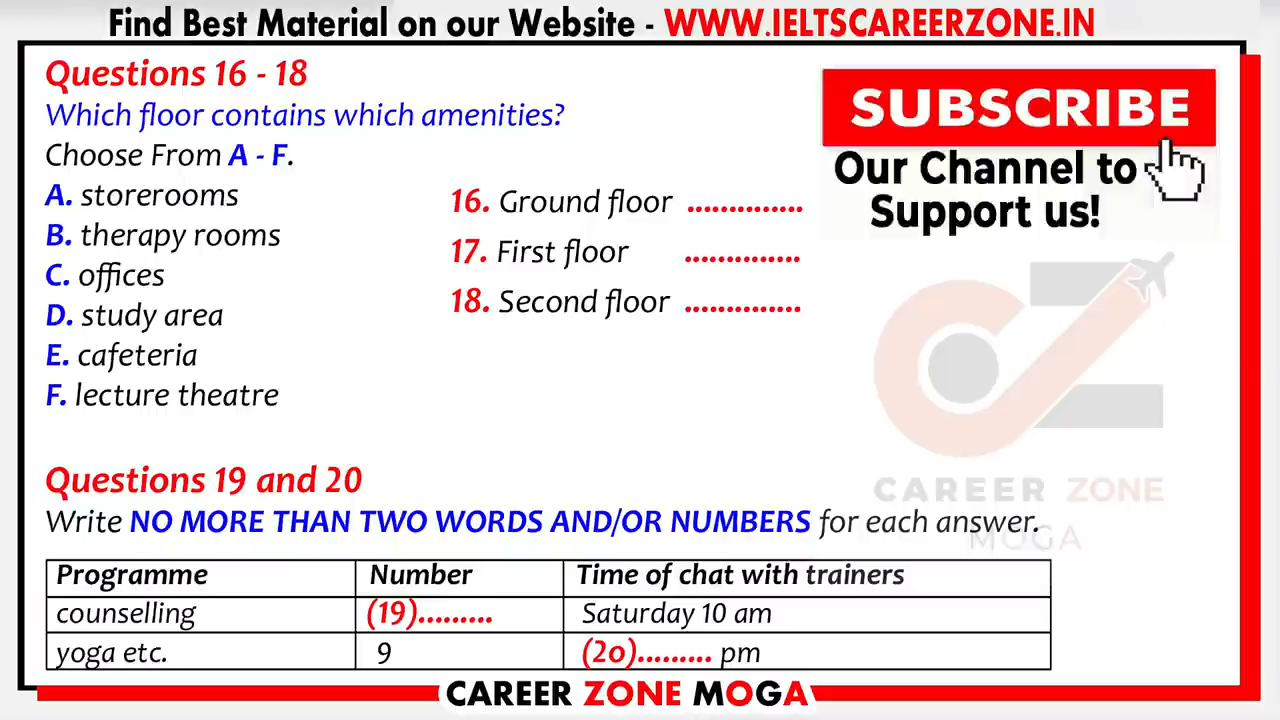 Find Best Material on our Website - WWW.IELTSCAREERZONE.IN
Questions 16 - 18
Which floor contains which amenities?
Choose From A - F.
A. storerooms
B. therapy rooms
C. offices
D. study area
E. cafeteria
F. lecture theatre
16. Ground floor ..............
17. First floor ..............
18. Second floor ..............
SUBSCRIBE
Our Channel to
Support us!
CAREER ZONE
MOGA
Questions 19 and 20
Write NO MORE THAN TWO WORDS AND/OR NUMBERS for each answer.
Programme Number Time of chat with trainers
counselling (19)......... Saturday 10 am
yoga etc. 9 (20)......... pm
CAREER ZONE MOGA